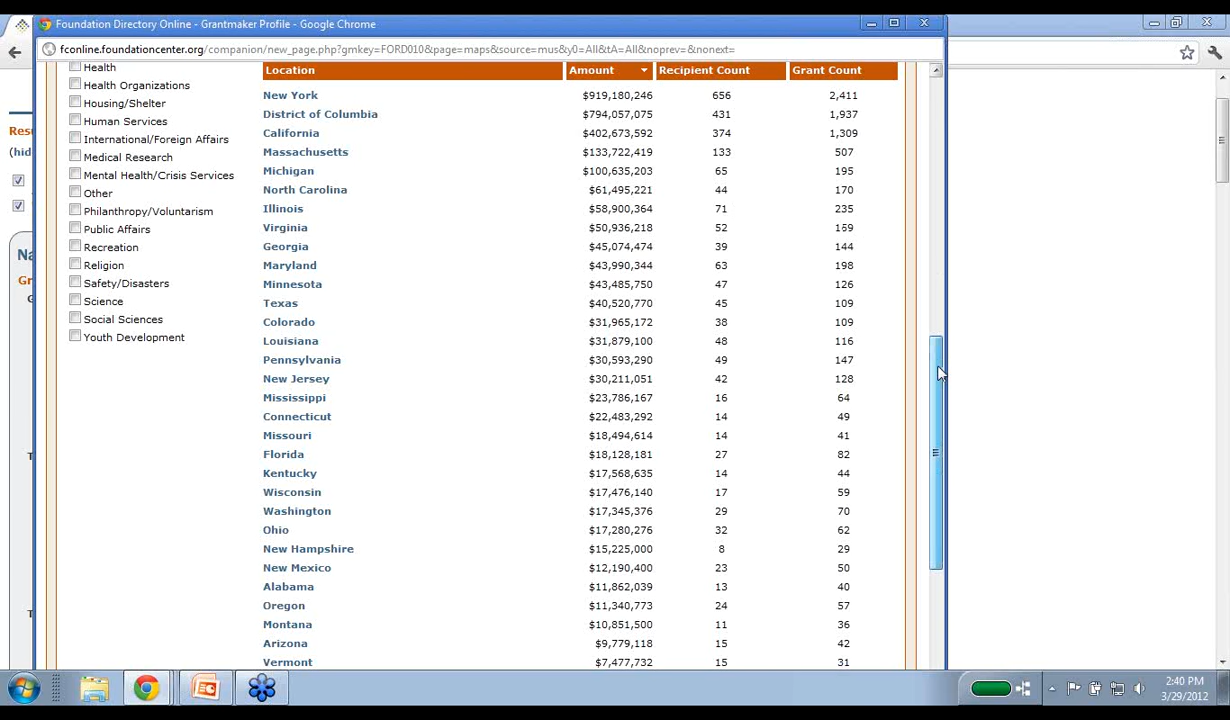 Foundation Directory Online - Grantmaker Profile - Google Chrome
fconline.foundationcenter.org/companion/new_page.php?gmkey=FORD010&page=maps&source=mus&y0=All&tA=All&noprev=&nonext=
Health
Health Organizations
Housing/Shelter
Human Services
International/Foreign Affairs
Medical Research
Mental Health/Crisis Services
Other
Philanthropy/Voluntarism
Public Affairs
Recreation
Religion
Safety/Disasters
Science
Social Sciences
Youth Development
Location Amount Recipient Count Grant Count
New York $919,180,246 656 2,411
District of Columbia $794,057,075 431 1,937
California $402,673,592 374 1,309
Massachusetts $133,722,419 133 507
Michigan $100,635,203 65 195
North Carolina $61,495,221 44 170
Illinois $58,900,364 71 235
Virginia $50,936,218 52 159
Georgia $45,074,474 39 144
Maryland $43,990,344 63 198
Minnesota $43,485,750 47 126
Texas $40,520,770 45 109
Colorado $31,965,172 38 109
Louisiana $31,879,100 48 116
Pennsylvania $30,593,290 49 147
New Jersey $30,211,051 42 128
Mississippi $23,786,167 16 64
Connecticut $22,483,292 14 49
Missouri $18,494,614 14 41
Florida $18,128,181 27 82
Kentucky $17,568,635 14 44
Wisconsin $17,476,140 17 59
Washington $17,345,376 29 70
Ohio $17,280,276 32 62
New Hampshire $15,225,000 8 29
New Mexico $12,190,400 23 50
Alabama $11,862,039 13 40
Oregon $11,340,773 24 57
Montana $10,851,500 11 36
Arizona $9,779,118 15 42
Vermont $7,477,732 15 31
Resu
(hid
Na
Gr
2:40 PM
3/29/2012